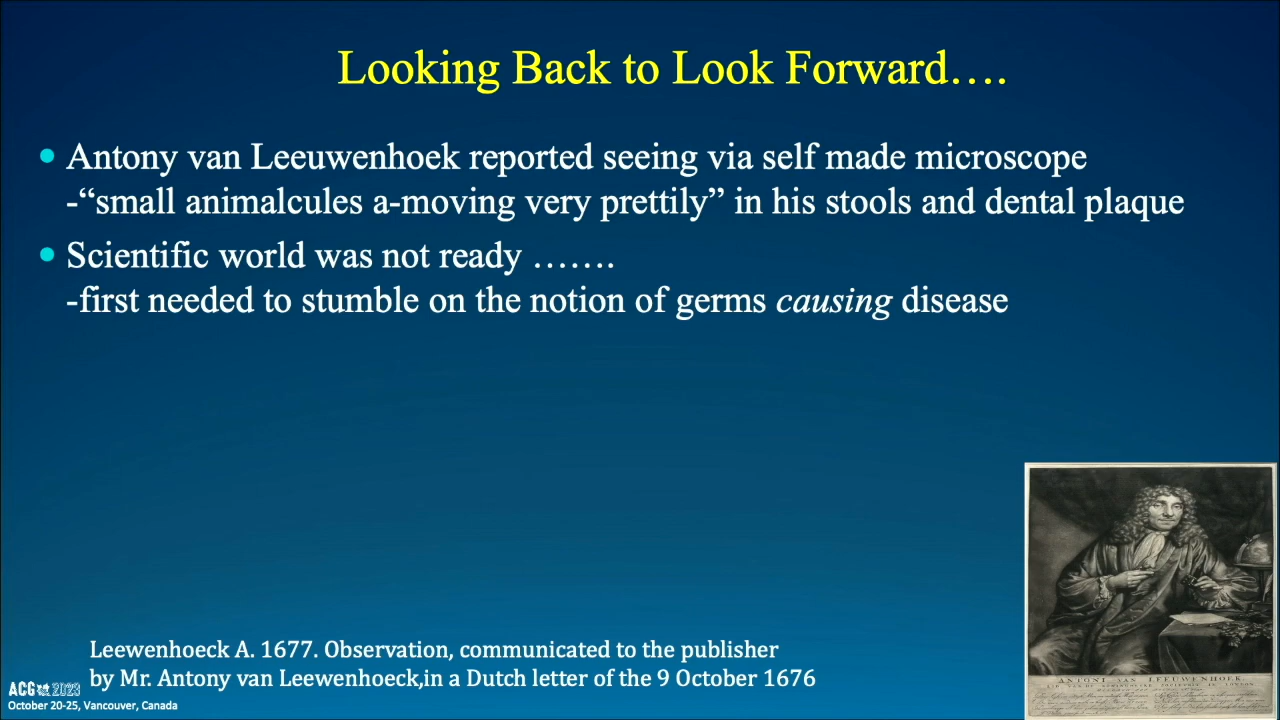 Looking Back to Look Forward….
• Antony van Leeuwenhoek reported seeing via self made microscope
-“small animalcules a-moving very prettily” in his stools and dental plaque
• Scientific world was not ready …….
-first needed to stumble on the notion of germs causing disease
Leewenhoeck A. 1677. Observation, communicated to the publisher
by Mr. Antony van Leewenhoeck,in a Dutch letter of the 9 October 1676
ACG 2023
October 20-25, Vancouver, Canada
ANTONI VAN LEEUWENHOEK.